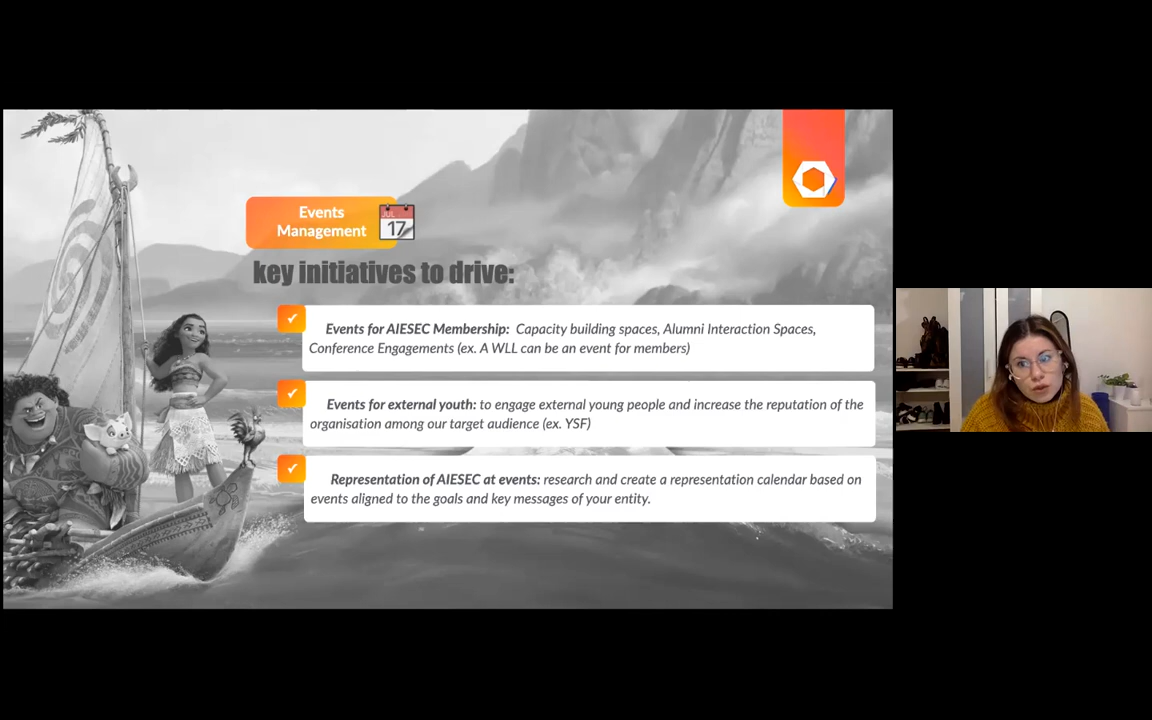 Events
Management
JUL
17
key initiatives to drive:
Events for AIESEC Membership: Capacity building spaces, Alumni Interaction Spaces,
Conference Engagements (ex. A WLL can be an event for members)
Events for external youth: to engage external young people and increase the reputation of the
organisation among our target audience (ex. YSF)
Representation of AIESEC at events: research and create a representation calendar based on
events aligned to the goals and key messages of your entity.